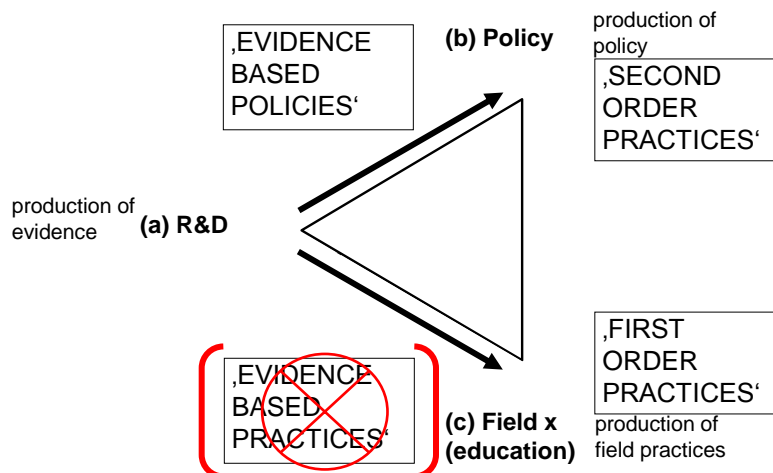 ‚EVIDENCE
BASED
POLICIES‘
(b) Policy
production of
policy
‚SECOND
ORDER
PRACTICES‘
production of
evidence
(a) R&D
‚EVIDENCE
BASED
PRACTICES‘
(c) Field x
(education)
‚FIRST
ORDER
PRACTICES‘
production of
field practices